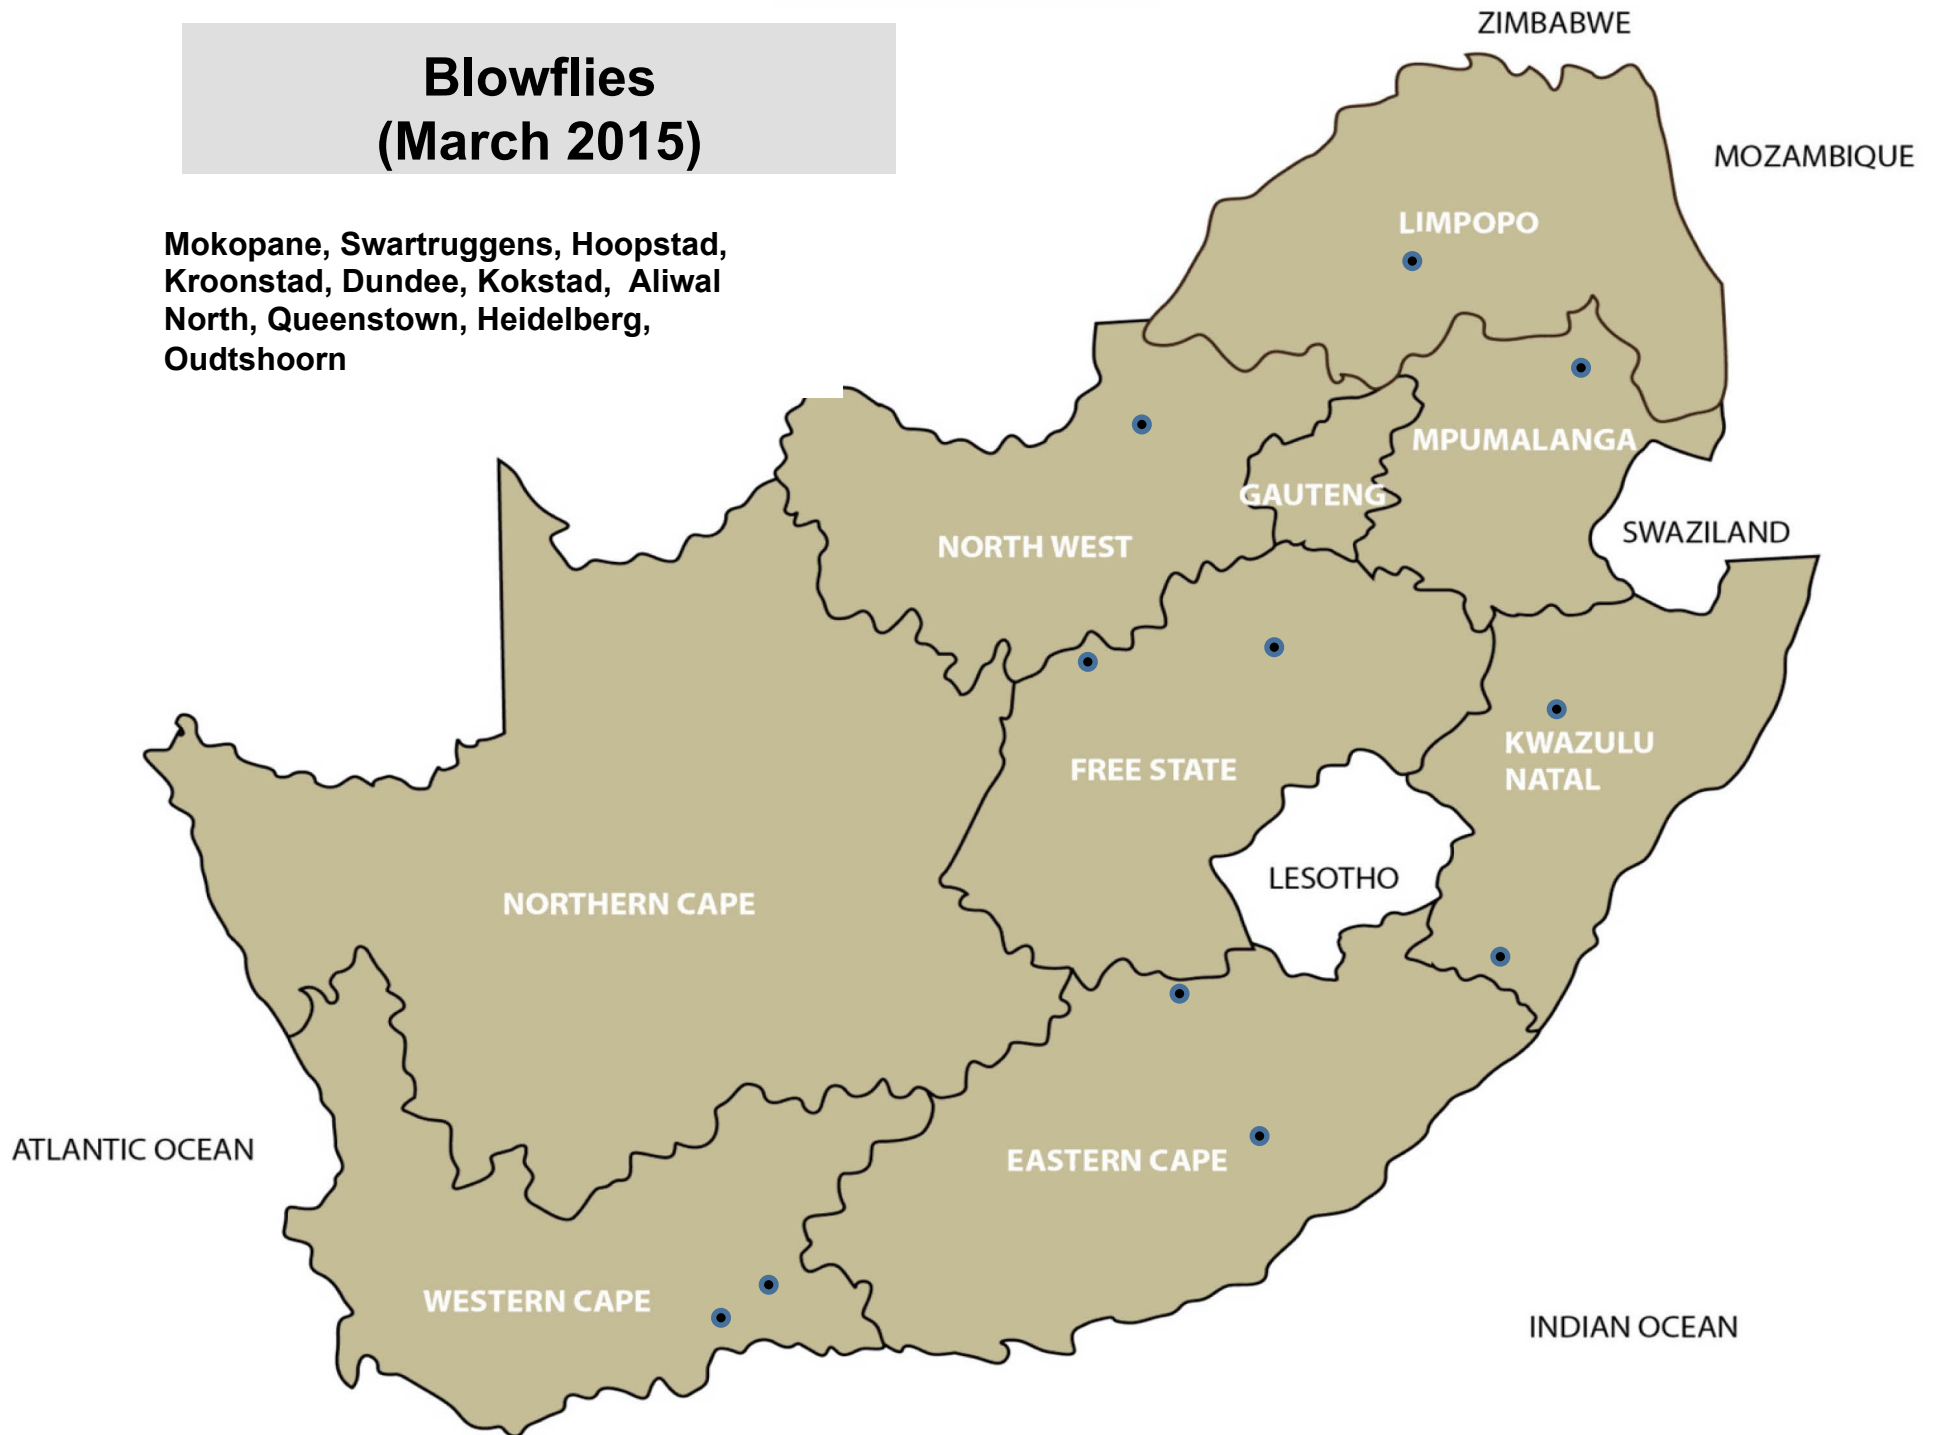 Blowflies
(March 2015)
Mokopane, Swartruggens, Hoopstad,
Kroonstad, Dundee, Kokstad,  Aliwal
North, Queenstown, Heidelberg,
Oudtshoorn
ZIMBABWE
MOZAMBIQUE
LIMPOPO
MPUMALANGA
GAUTENG
SWAZILAND
NORTH WEST
KWAZULU
NATAL
FREE STATE
LESOTHO
NORTHERN CAPE
ATLANTIC OCEAN
EASTERN CAPE
WESTERN CAPE
INDIAN OCEAN